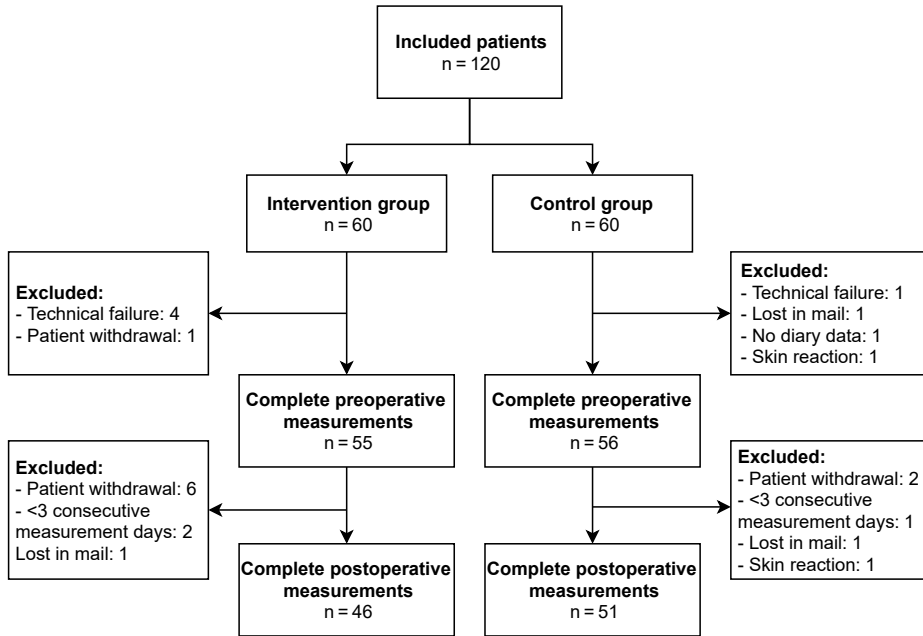 Included patients
n = 120
Intervention group
n = 60
Control group
n = 60
Excluded:
- Technical failure: 4
- Patient withdrawal: 1
Excluded:
- Technical failure: 1
- Lost in mail: 1
- No diary data: 1
- Skin reaction: 1
Complete preoperative
measurements
n = 55
Complete preoperative
measurements
n = 56
Excluded:
- Patient withdrawal: 6
- <3 consecutive
measurement days: 2
Lost in mail: 1
Excluded:
- Patient withdrawal: 2
- <3 consecutive
measurement days: 1
- Lost in mail: 1
- Skin reaction: 1
Complete postoperative
measurements
n = 46
Complete postoperative
measurements
n = 51